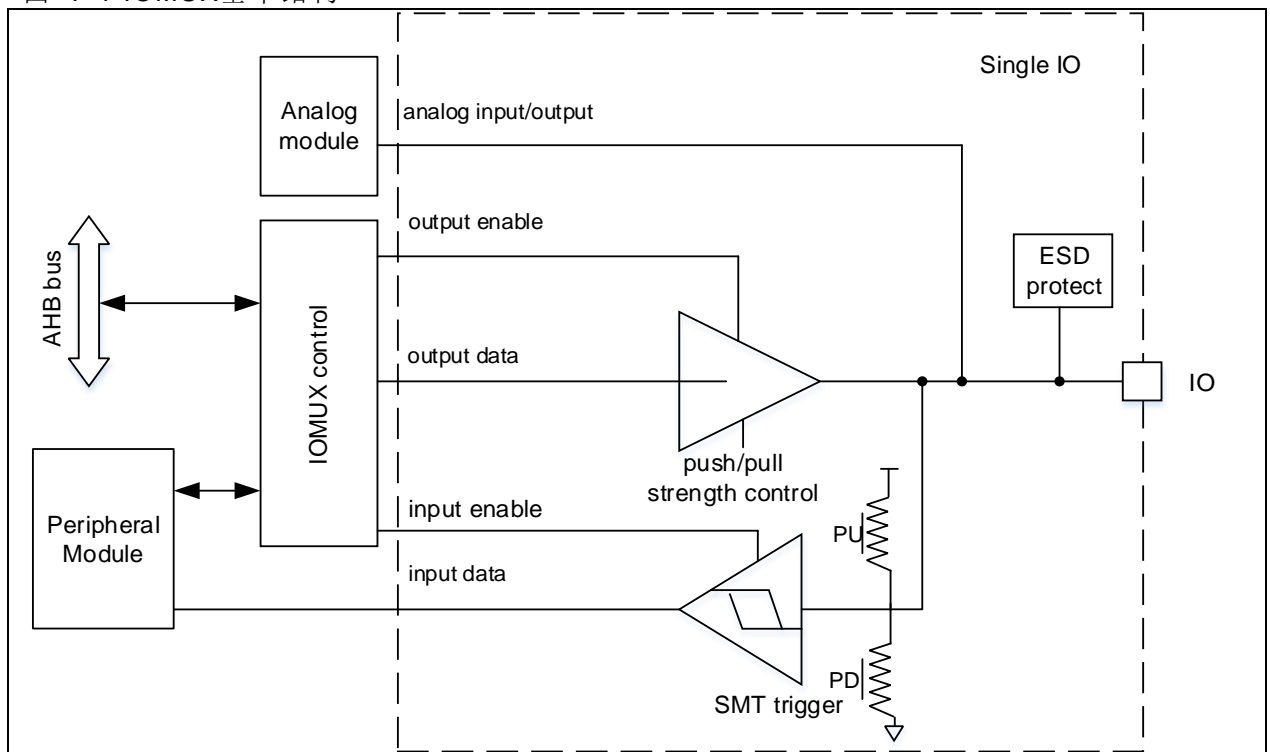 Single IO
Analog
module
analog input/output
output enable
ESD
protect
AHB bus
IOMUX control
output data
IO
push/pull
strength control
Peripheral
Module
input enable
PU
input data
PD
SMT trigger